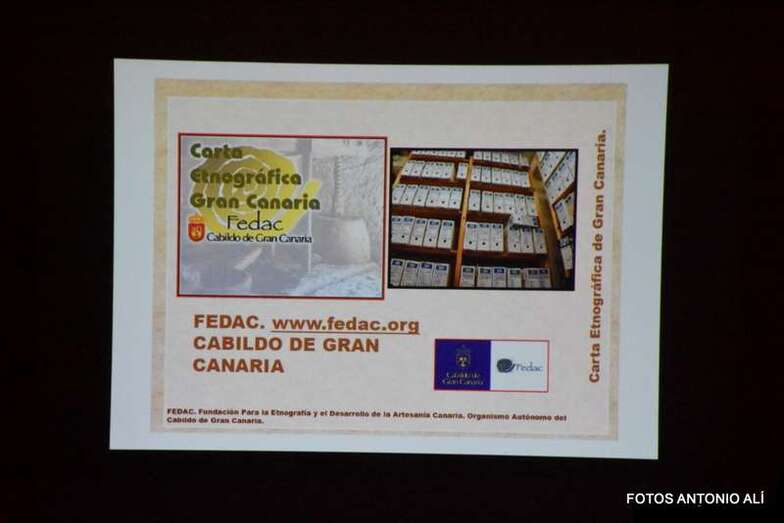 Carta
Etnográfica
Gran Canaria
Fedac
Cabildo de Gran Canaria
Carta Etnográfica de Gran Canaria.
FEDAC. www.fedac.org
CABILDO DE GRAN
CANARIA
Cabildo de
Gran Canaria
Fedac
FEDAC. Fundación Para la Etnografía y el Desarrollo de la Artesanía Canaria. Organismo Autónomo del
Cabildo de Gran Canaria.
FOTOS ANTONIO ALÍ